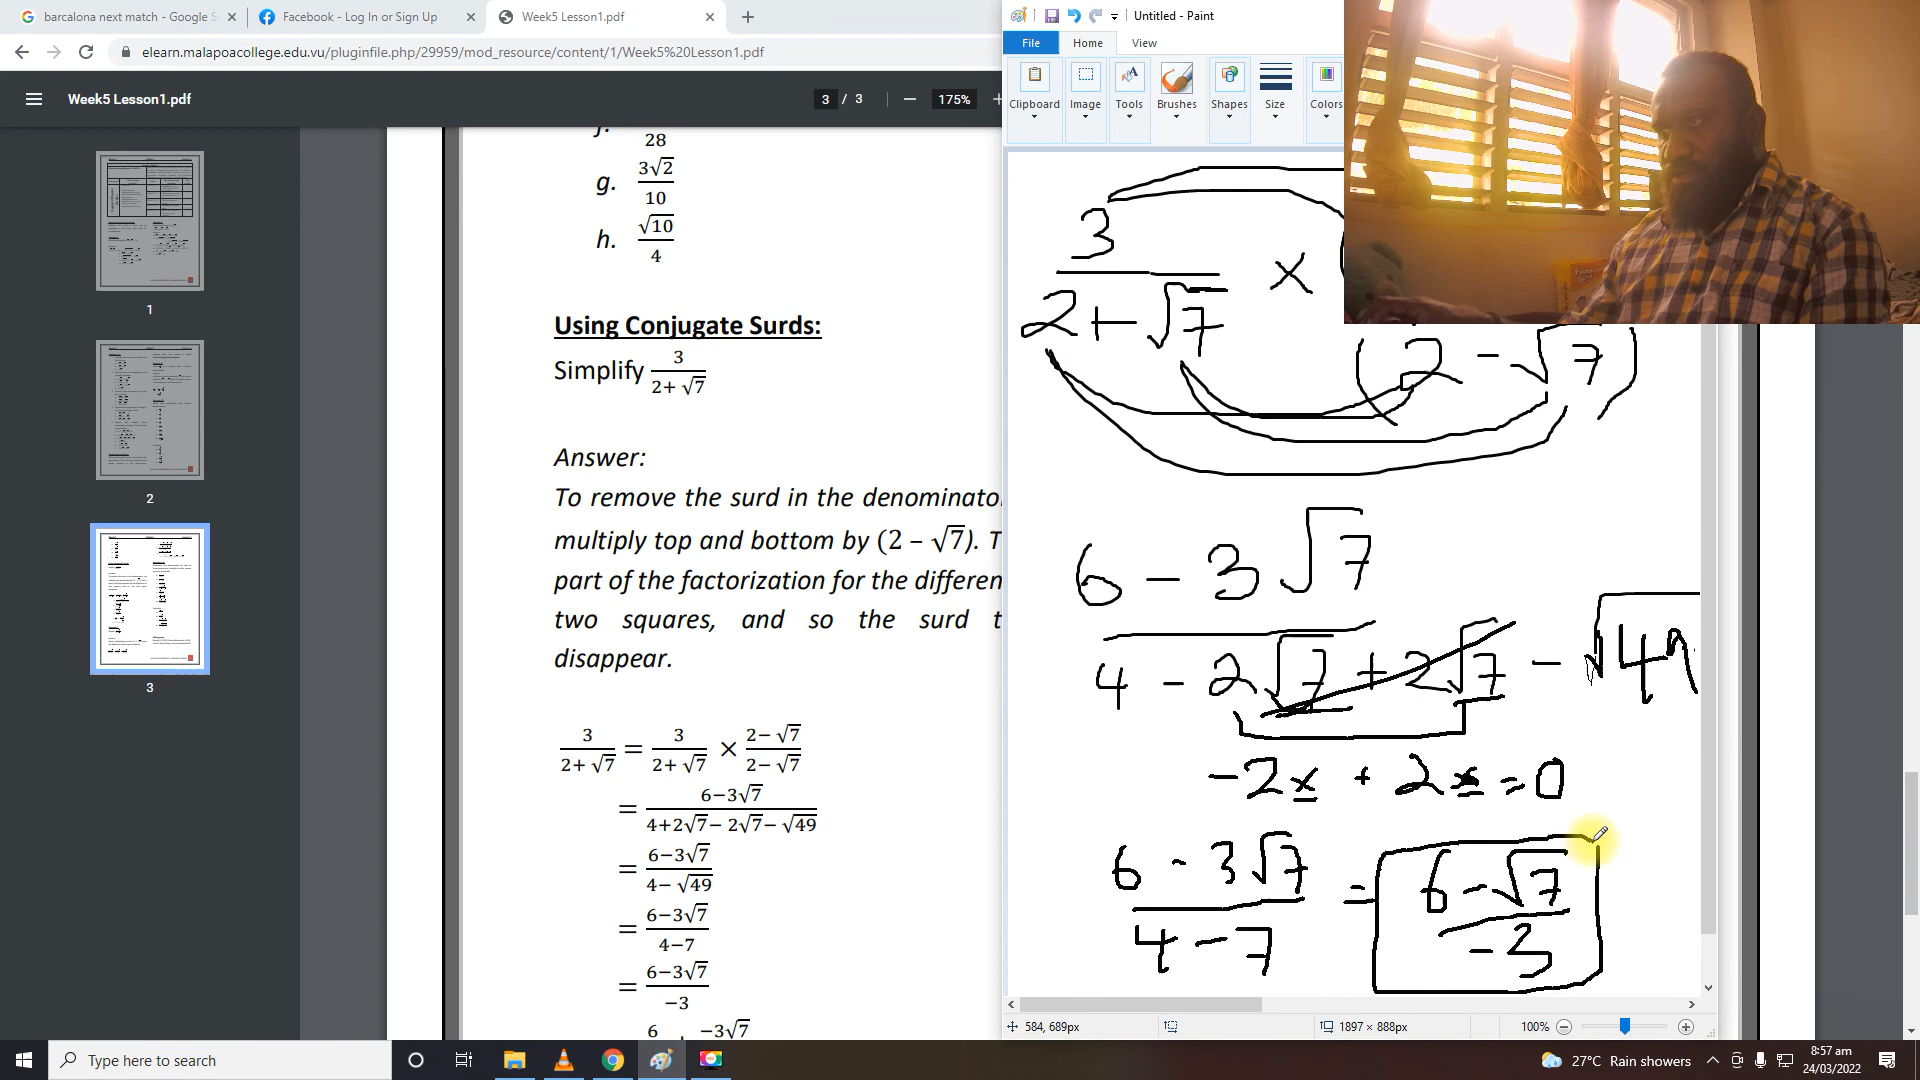 barcalona next match - Google S
Facebook - Log In or Sign Up
Week5 Lesson1.pdf
elearn.malapoacollege.edu.vu/pluginfile.php/29959/mod_resource/content/1/Week5%20Lesson1.pdf
Week5 Lesson1.pdf
3 / 3
175%
1
2
3
28
g. 3√2
10
h. √10
4
Using Conjugate Surds:
Simplify 3
2+ √7
Answer:
To remove the surd in the denominato
multiply top and bottom by (2 – √7). T
part of the factorization for the differen
two squares, and so the surd t
disappear.
3/(2+ √7) = 3/(2+ √7) × (2− √7)/(2− √7)
= (6−3√7)/(4+2√7− 2√7− √49)
= (6−3√7)/(4− √49)
= (6−3√7)/(4−7)
= (6−3√7)/(−3)
6 −3√7
Untitled - Paint
File
Home
View
Clipboard
Image
Tools
Brushes
Shapes
Size
Colors
3
2+√7 ×
(2 - √7)
6 - 3√7
4 - 2√7 + 2√7 - √49
-2x + 2x = 0
(6 - 3√7)/(4 - 7) = (6 - √7)/(-3)
584, 689px
1897 × 888px
100%
Type here to search
27°C Rain showers
8:57 am
24/03/2022